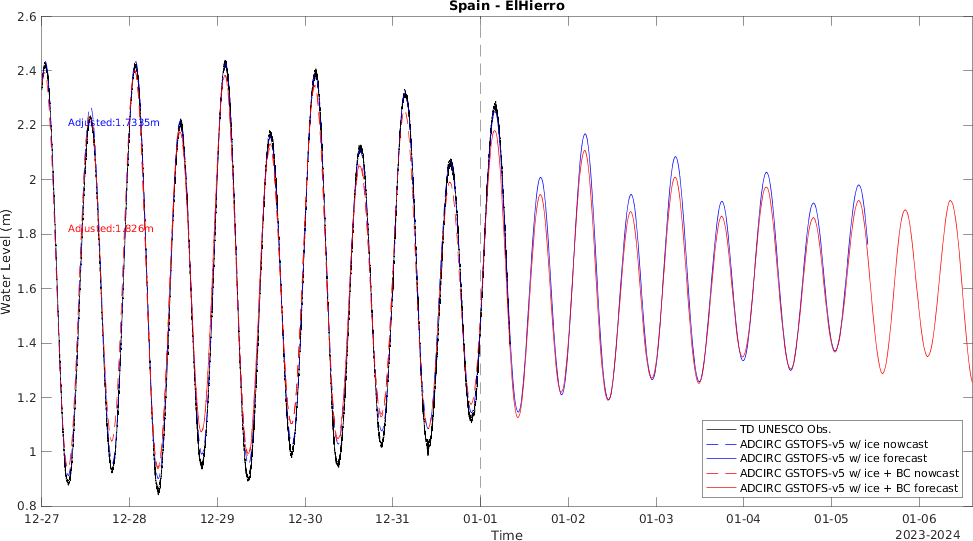 Spain - ElHierro
2.6
2.4
2.2
2
1.8
1.6
1.4
1.2
1
0.8
Water Level (m)
Adjusted:1.7335m
Adjusted:1.826m
TD UNESCO Obs.
ADCIRC GSTOFS-v5 w/ ice nowcast
ADCIRC GSTOFS-v5 w/ ice forecast
ADCIRC GSTOFS-v5 w/ ice + BC nowcast
ADCIRC GSTOFS-v5 w/ ice + BC forecast
12-27 12-28 12-29 12-30 12-31 01-01 01-02 01-03 01-04 01-05 01-06
Time
2023-2024